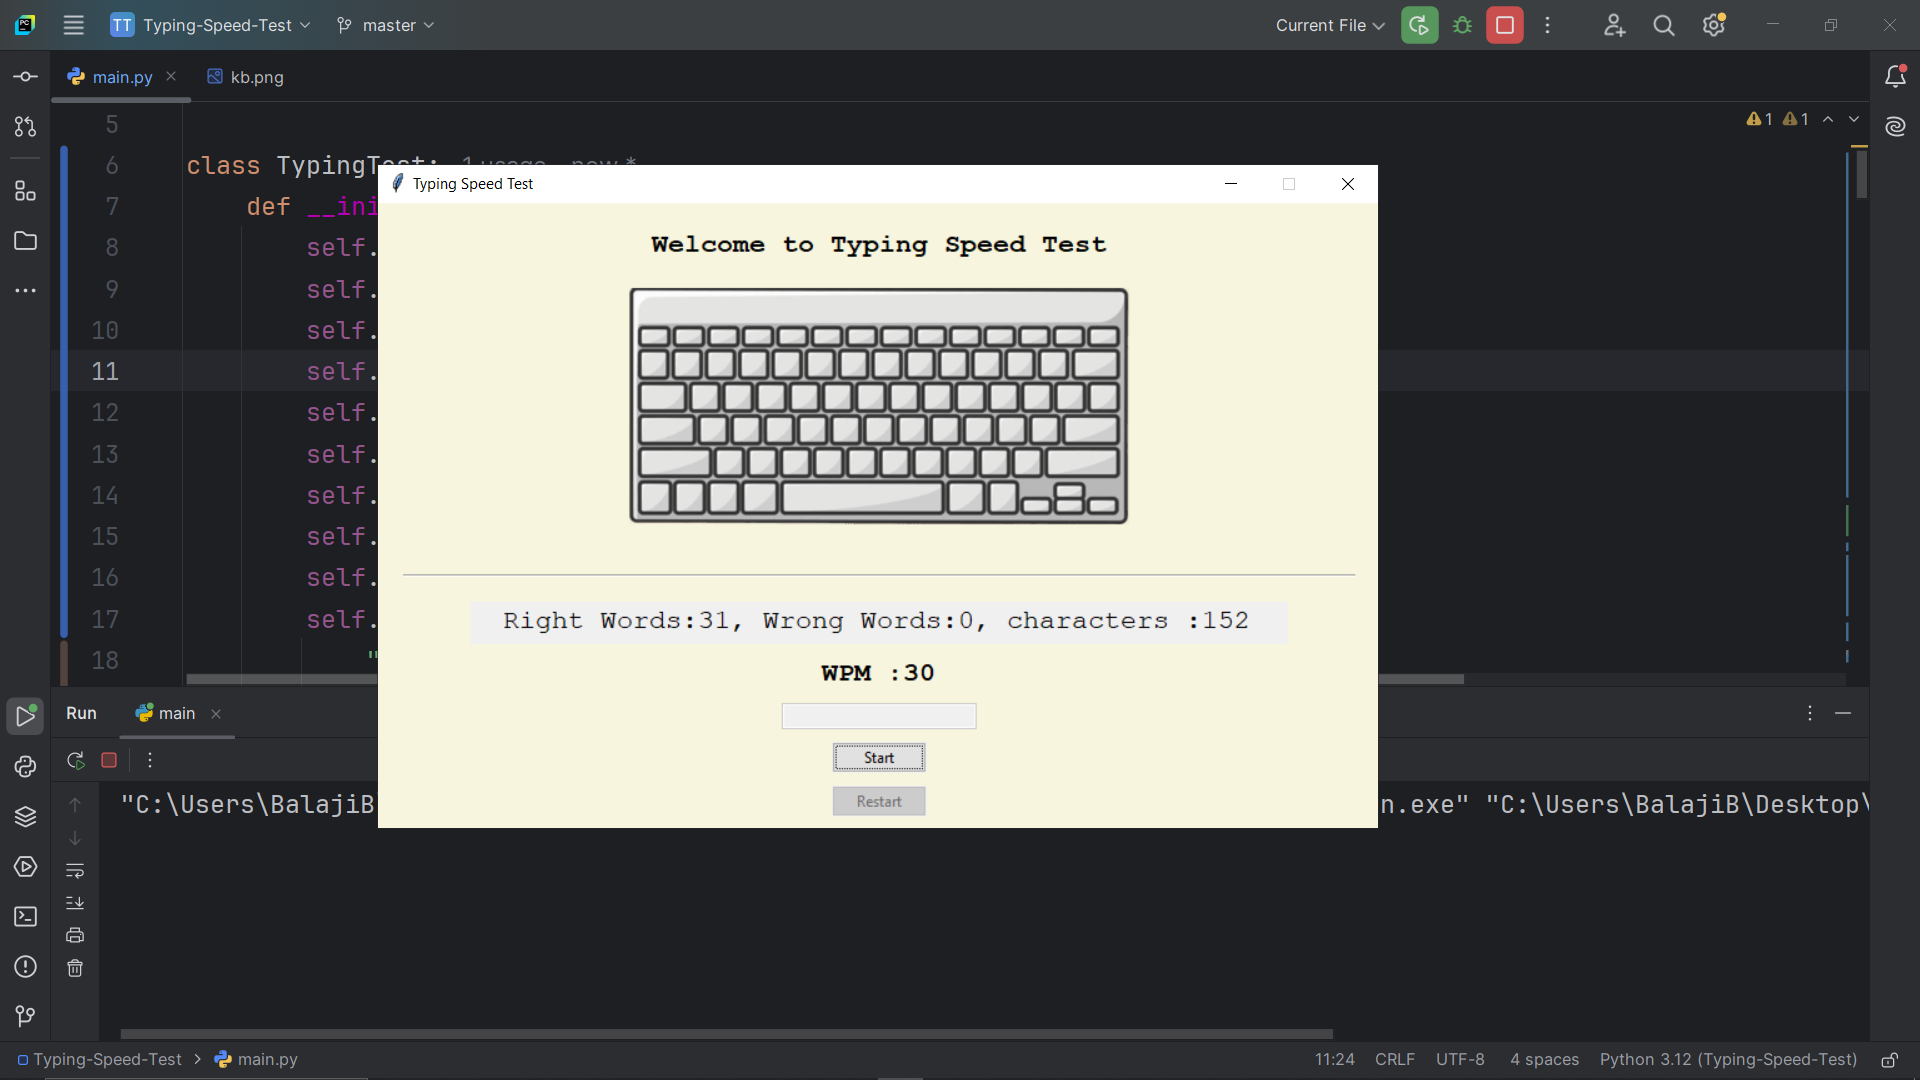 TT Typing-Speed-Test master Current File
main.py kb.png
5 1 1
6 class TypingTest: 1 usage new *
7 def __ini
8 self.
9 self.
10 self.
11 self.
12 self.
13 self.
14 self.
15 self.
16 self.
17 self.
18 "
Typing Speed Test
Welcome to Typing Speed Test
Right Words:31, Wrong Words:0, characters :152
WPM :30
Start
Restart
Run main
"C:\Users\BalajiB n.exe" "C:\Users\BalajiB\Desktop\
Typing-Speed-Test > main.py 11:24 CRLF UTF-8 4 spaces Python 3.12 (Typing-Speed-Test)